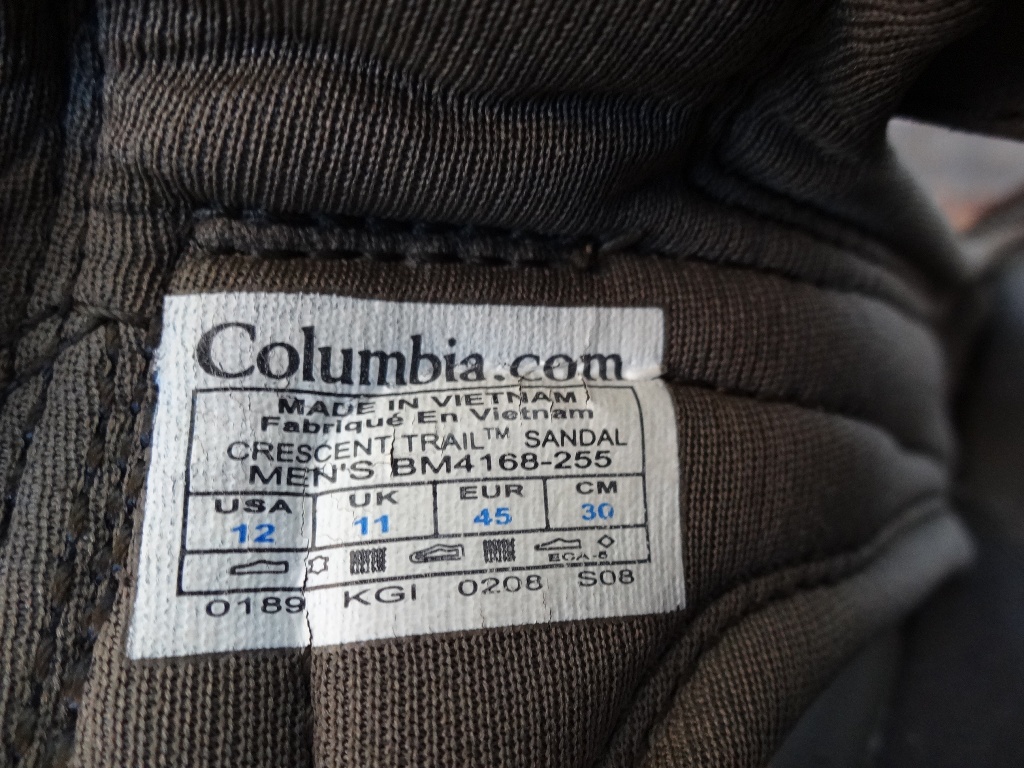 Columbia.com
MADE IN VIETNAM
Fabriqué En Vietnam
CRESCENT TRAIL™ SANDAL
MEN'S BM4168-255
USA UK EUR CM
12 11 45 30
ECA-8
0189 KGI 0208 S08